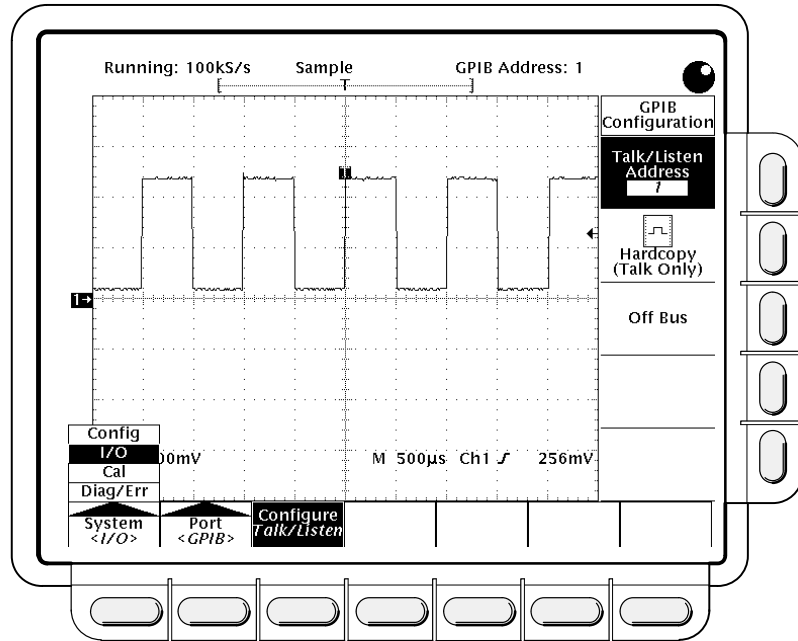 Running: 100kS/s Sample GPIB Address: 1
T
GPIB
Configuration
Talk/Listen
Address
1
T
Hardcopy
(Talk Only)
1→
Off Bus
Config
I/O
Cal
Diag/Err
00mV M 500µs Ch1 256mV
System
<I/O>
Port
<GPIB>
Configure
Talk/Listen